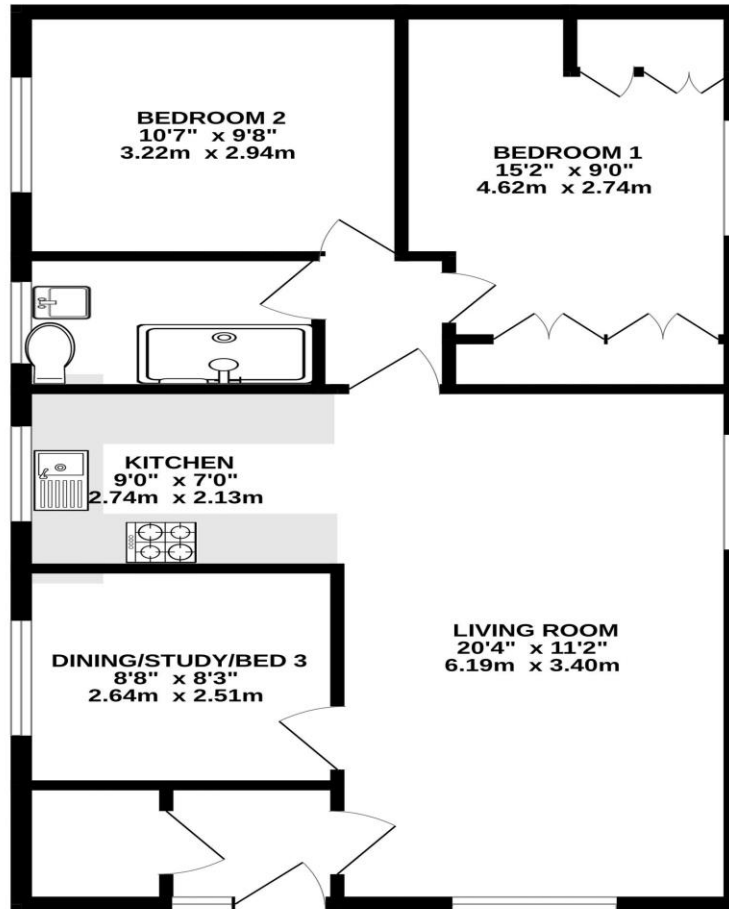 BEDROOM 2
10'7" x 9'8"
3.22m x 2.94m
BEDROOM 1
15'2" x 9'0"
4.62m x 2.74m
KITCHEN
9'0" x 7'0"
2.74m x 2.13m
LIVING ROOM
20'4" x 11'2"
6.19m x 3.40m
DINING/STUDY/BED 3
8'8" x 8'3"
2.64m x 2.51m